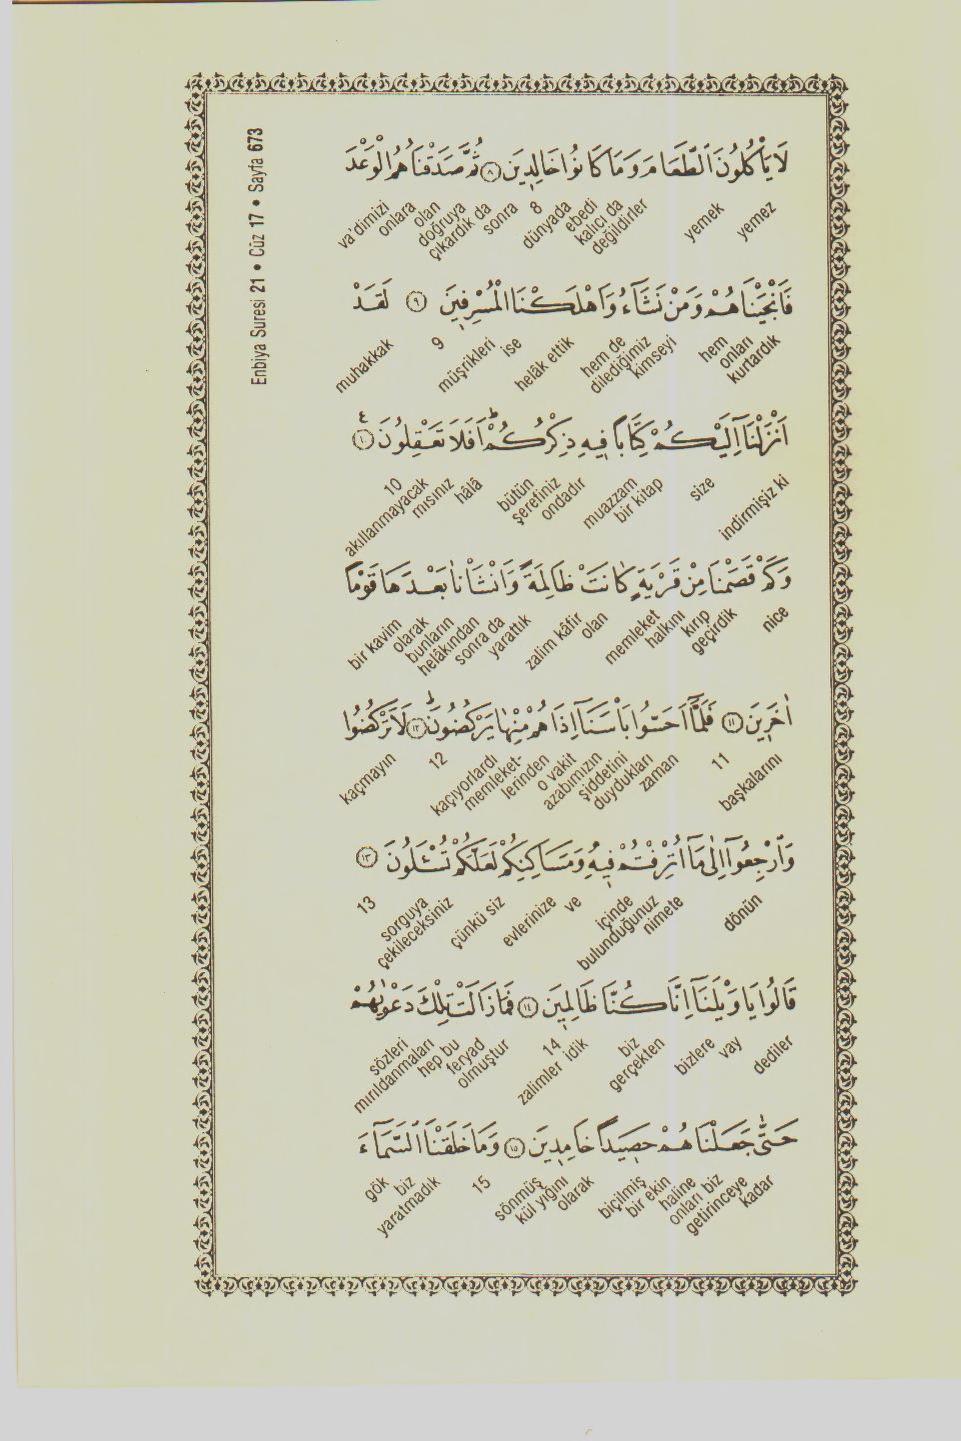 Enbiya Suresi 21 • Cüz 17 • Sayfa 673
لَا يَأْكُلُونَ الطَّعَامَ وَمَا كَانُوا خَالِدِينَ ﴿٨﴾ ثُمَّ صَدَقْنَاهُمُ الْوَعْدَ
yemez yemek değildirler kalıcı da ebedi dünyada 8 sonra çıkardık da doğruya olan onlara va'dimizi
فَأَنْجَيْنَاهُمْ وَمَنْ نَشَاءُ وَأَهْلَكْنَا الْمُسْرِفِينَ ﴿٩﴾ لَقَدْ
kurtardık onları hem kimseyi dilediğimiz hem de helâk ettik ise müşrikleri 9 muhakkak
أَنْزَلْنَا إِلَيْكُمْ كِتَابًا فِيهِ ذِكْرُكُمْ أَفَلَا تَعْقِلُونَ ﴿١٠﴾
indirmişiz ki size bir kitap muazzam ondadır şerefiniz bütün hâlâ mısınız akıllanmayacak 10
وَكَمْ قَصَمْنَا مِنْ قَرْيَةٍ كَانَتْ ظَالِمَةً وَأَنْشَأْنَا بَعْدَهَا قَوْمًا
nice geçirdik kırıp halkını memleket olan zalim kâfir yarattık sonra da helâkından bunların olarak bir kavim
آخَرِينَ ﴿١١﴾ فَلَمَّا أَحَسُّوا بَأْسَنَا إِذَا هُمْ مِنْهَا يَرْكُضُونَ ﴿١٢﴾ لَا تَرْكُضُوا
başkalarını 11 zaman duydukları şiddetini azabımızın o vakit lerinden memleket- kaçıyorlardı 12 kaçmayın
وَارْجِعُوا إِلَى مَا أُتْرِفْتُمْ فِيهِ وَمَسَاكِنِكُمْ لَعَلَّكُمْ تُسْأَلُونَ ﴿١٣﴾
dönün nimete bulunduğunuz içinde ve evlerinize çünkü siz çekileceksiniz sorguya 13
قَالُوا يَا وَيْلَنَا إِنَّا كُنَّا ظَالِمِينَ ﴿١٤﴾ فَمَا زَالَتْ تِلْكَ دَعْوَاهُمْ
dediler vay bizlere gerçekten biz zalimler idik 14 olmuştur feryad hep bu mırıldanmaları sözleri
حَتَّى جَعَلْنَاهُمْ حَصِيدًا خَامِدِينَ ﴿١٥﴾ وَمَا خَلَقْنَا السَّمَاءَ
kadar getirinceye onları biz haline bir ekin biçilmiş olarak kül yığını sönmüş 15 yaratmadık biz gök